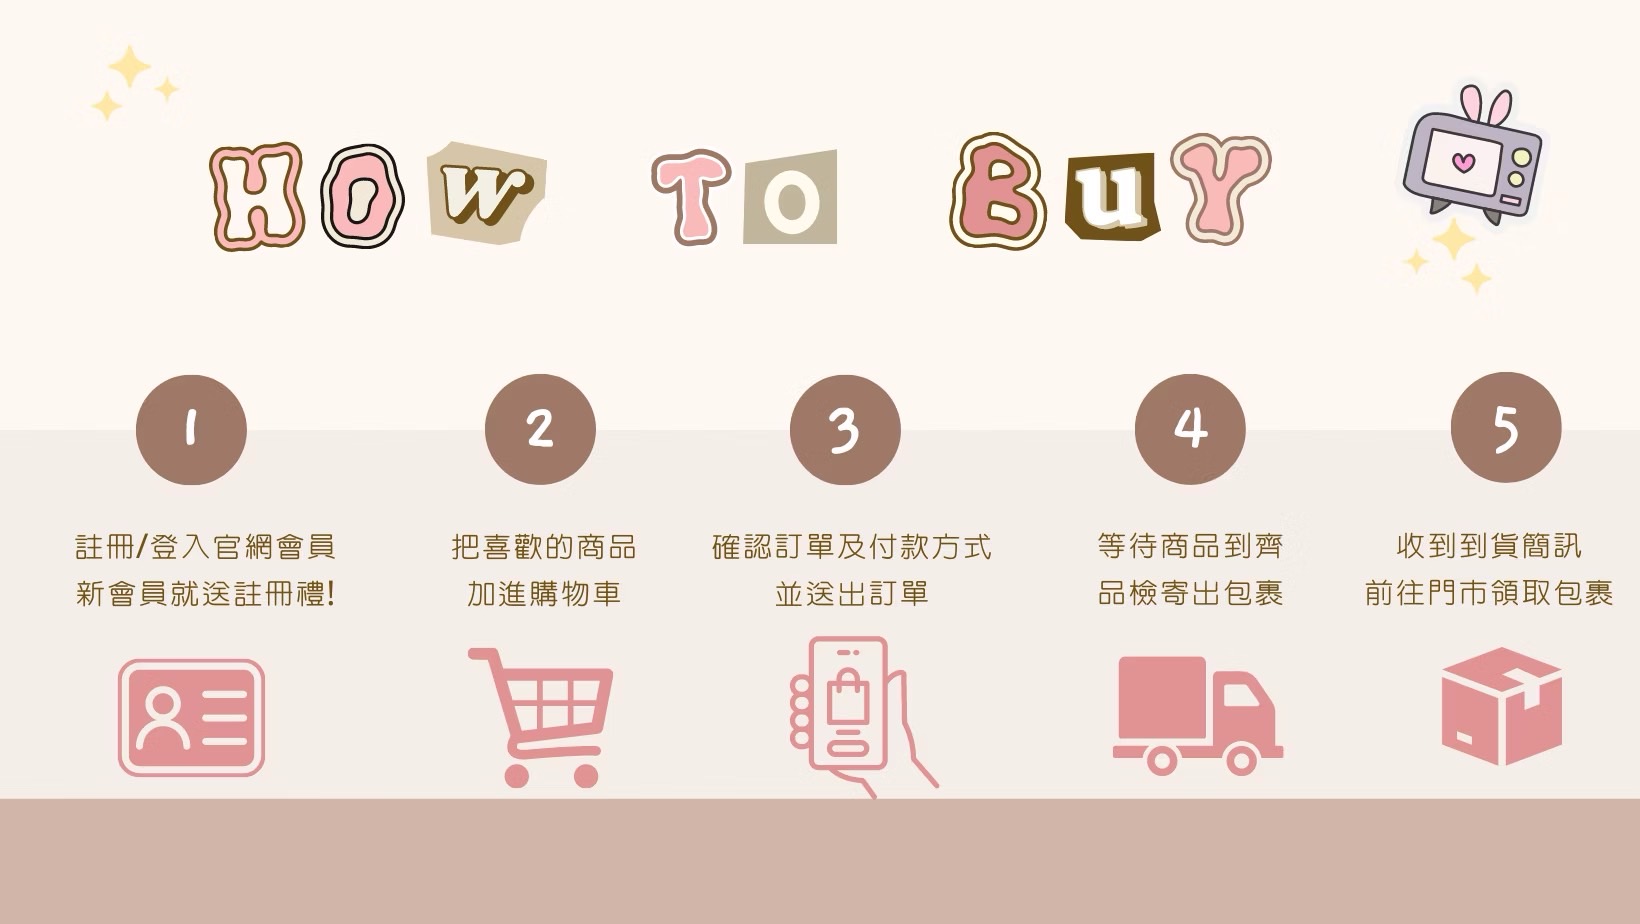 HOW TO BUY
1
註冊/登入官網會員
新會員就送註冊禮!
2
把喜歡的商品
加進購物車
3
確認訂單及付款方式
並送出訂單
4
等待商品到齊
品檢寄出包裹
5
收到到貨簡訊
前往門市領取包裹